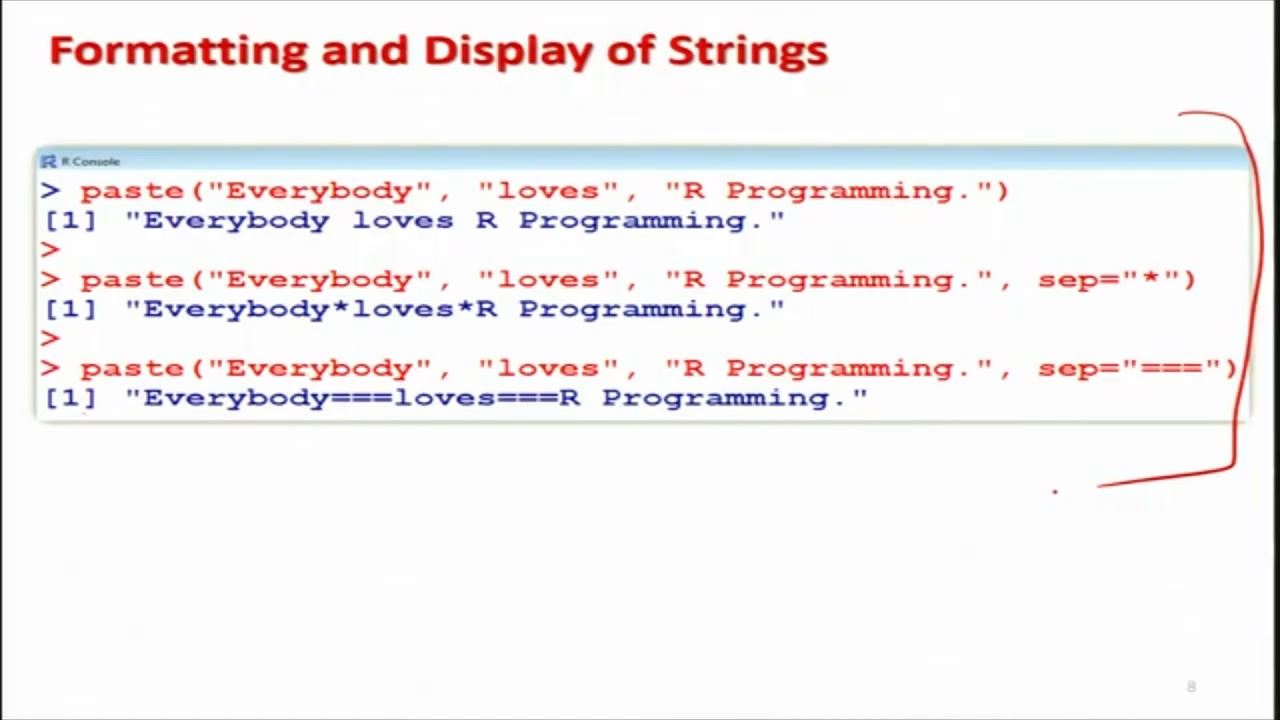 Formatting and Display of Strings
R Console
> paste("Everybody", "loves", "R Programming.")
[1] "Everybody loves R Programming."
>
> paste("Everybody", "loves", "R Programming.", sep="*")
[1] "Everybody*loves*R Programming."
>
> paste("Everybody", "loves", "R Programming.", sep="===")
[1] "Everybody===loves===R Programming."
8